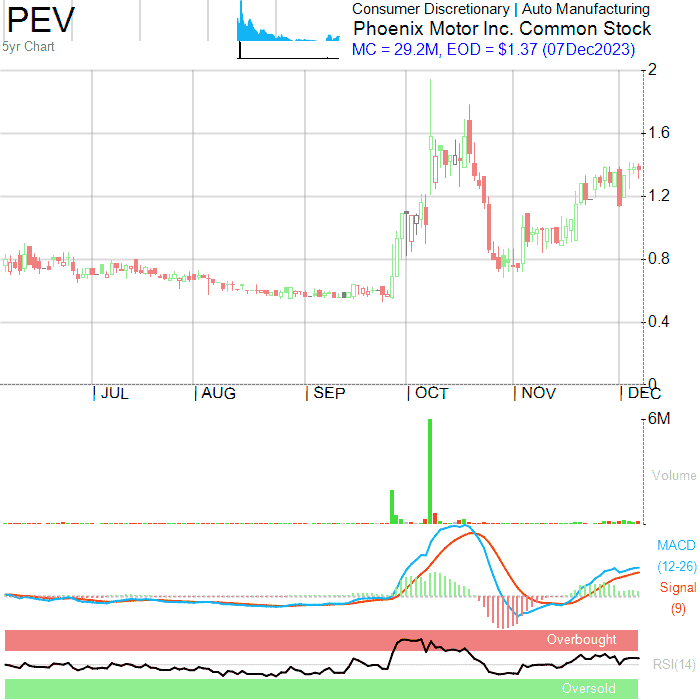 PEV
5yr Chart
Consumer Discretionary | Auto Manufacturing
Phoenix Motor Inc. Common Stock
MC = 29.2M, EOD = $1.37 (07Dec2023)
2
1.6
1.2
0.8
0.4
0
JUL AUG SEP OCT NOV DEC
6M
Volume
MACD
(12-26)
Signal
(9)
Overbought
RSI(14)
Oversold